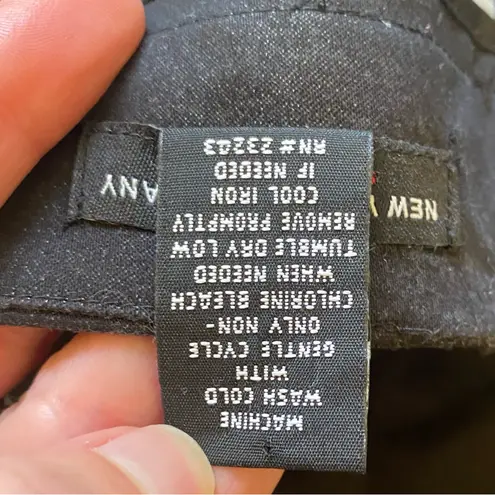 NEW
ANY
MACHINE
WASH COLD
WITH
GENTLE CYCLE
ONLY NON-
CHLORINE BLEACH
WHEN NEEDED
TUMBLE DRY LOW
REMOVE PROMPTLY
COOL IRON
IF NEEDED
RN# 23243